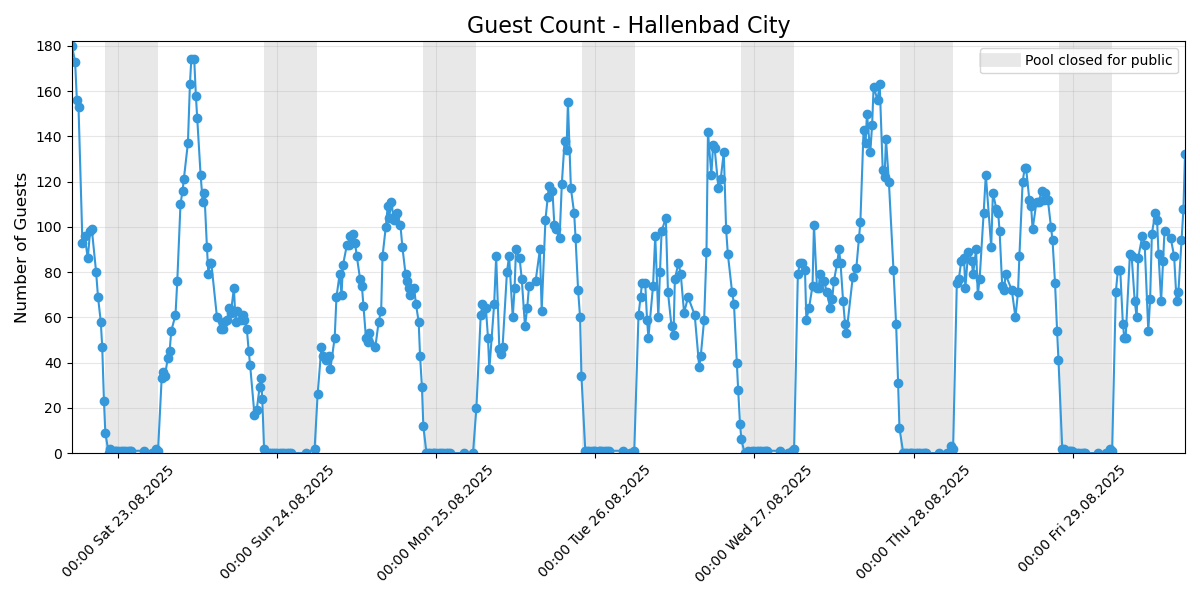 Guest Count - Hallenbad City
Pool closed for public
Number of Guests
180
160
140
120
100
80
60
40
20
0
00:00 Sat 23.08.2025
00:00 Sun 24.08.2025
00:00 Mon 25.08.2025
00:00 Tue 26.08.2025
00:00 Wed 27.08.2025
00:00 Thu 28.08.2025
00:00 Fri 29.08.2025